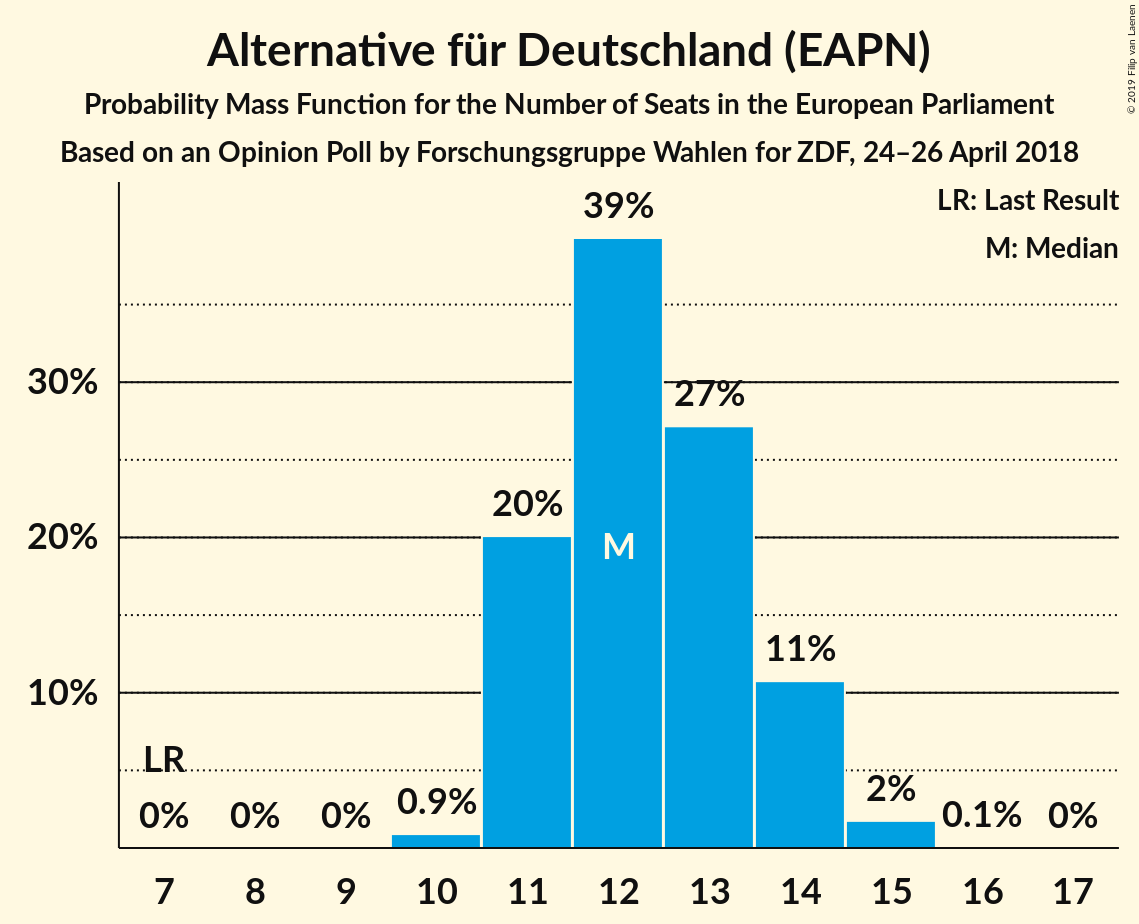 Alternative für Deutschland (EAPN)
Probability Mass Function for the Number of Seats in the European Parliament
Based on an Opinion Poll by Forschungsgruppe Wahlen for ZDF, 24–26 April 2018
© 2019 Filip van Laenen
LR: Last Result
M: Median
39%
30%
27%
20%
20%
M
11%
10%
LR
0%
0%
0%
0.9%
2%
0.1%
0%
7 8 9 10 11 12 13 14 15 16 17